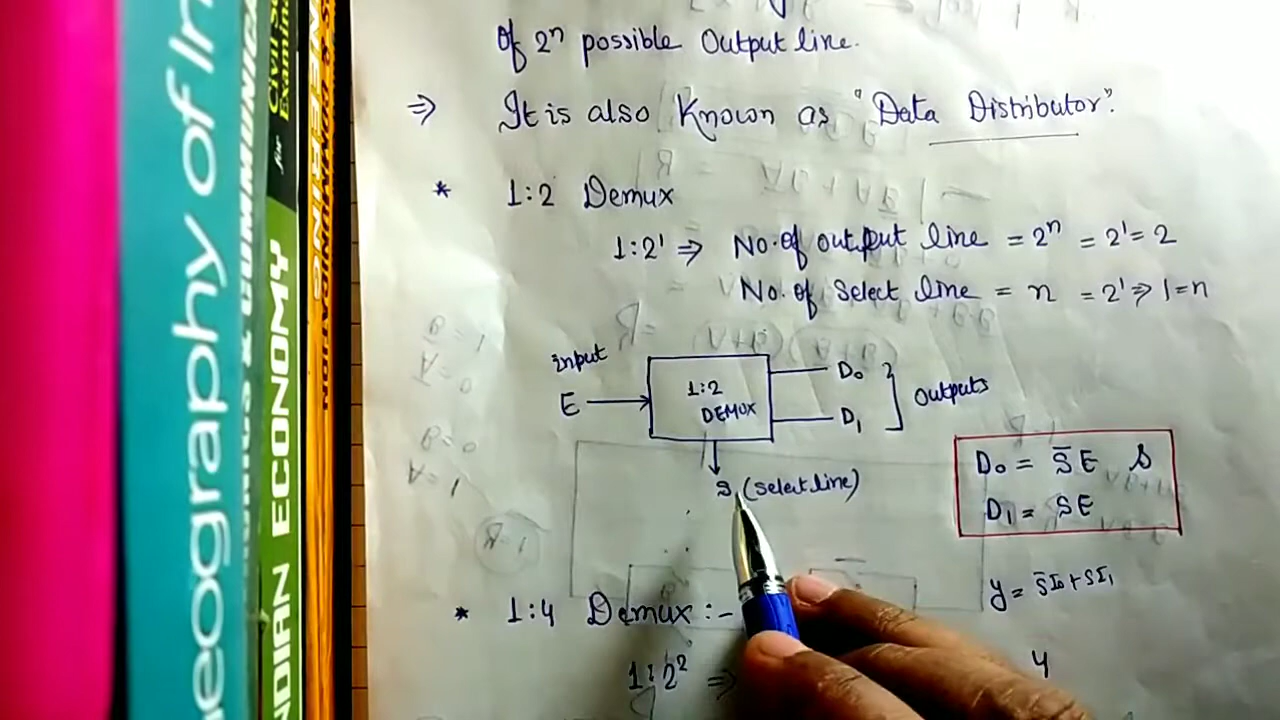 of 2ⁿ possible Output line.
⇒ It is also Known as "Data Distributor".
* 1:2 Demux
1:2¹ ⇒ No. of output line = 2ⁿ = 2¹ = 2
No. of Select line = n = 2¹ ⇒ 1 = n
input
E
1:2
DEMUX
D₀
D₁
Outputs
S (Select line)
D₀ = S̄E S
D₁ = SE
y = S̄I₀ + SI₁
* 1:4 Demux :-
1:2² ⇒
4
Geography of In
INDIAN ECONOMY
for Civil Se
Examina